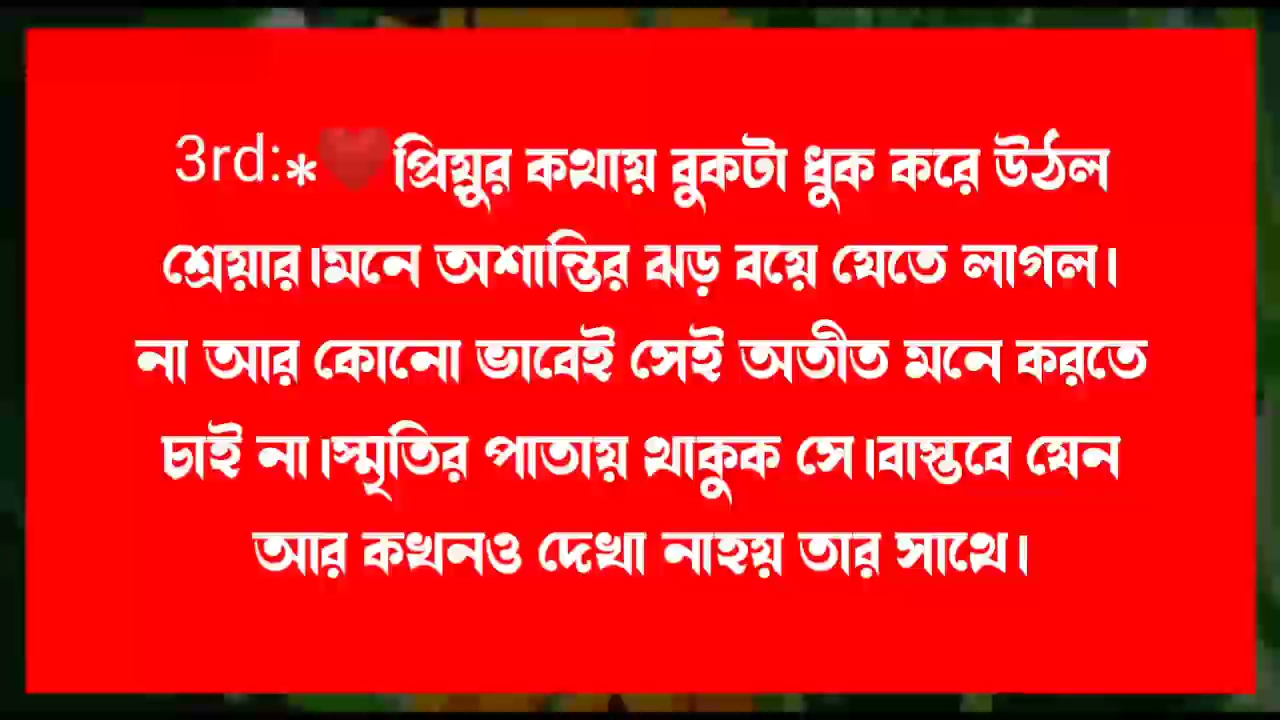 3rd:*❤️প্রিয়ুর কথায় বুকটা ধুক করে উঠল
শ্রেয়ার।মনে অশান্তির ঝড় বয়ে যেতে লাগল।
না আর কোনো ভাবেই সেই অতীত মনে করতে
চাই না।স্মৃতির পাতায় থাকুক সে।বাস্তবে যেন
আর কখনও দেখা নাহয় তার সাথে।